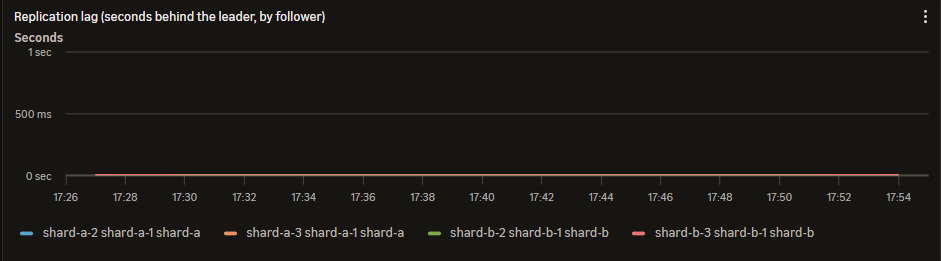 Replication lag (seconds behind the leader, by follower)
Seconds
1 sec
500 ms
0 sec
17:26 17:28 17:30 17:32 17:34 17:36 17:38 17:40 17:42 17:44 17:46 17:48 17:50 17:52 17:54
shard-a-2 shard-a-1 shard-a shard-a-3 shard-a-1 shard-a shard-b-2 shard-b-1 shard-b shard-b-3 shard-b-1 shard-b